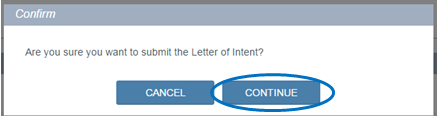 Confirm
Are you sure you want to submit the Letter of Intent?
CANCEL CONTINUE